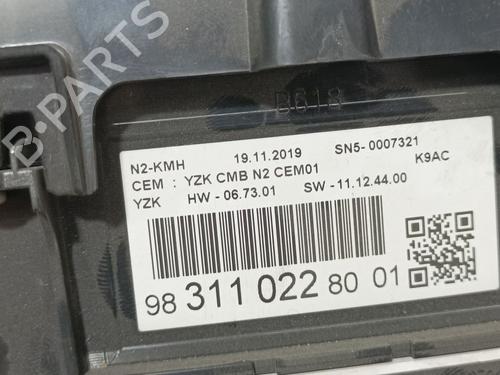 B-PARTS
B618
N2-KMH 19.11.2019 SN5-0007321
CEM : YZK CMB N2 CEM01 K9AC
YZK HW -06.73.01 SW -11.12.44.00
98 311 022 80 01